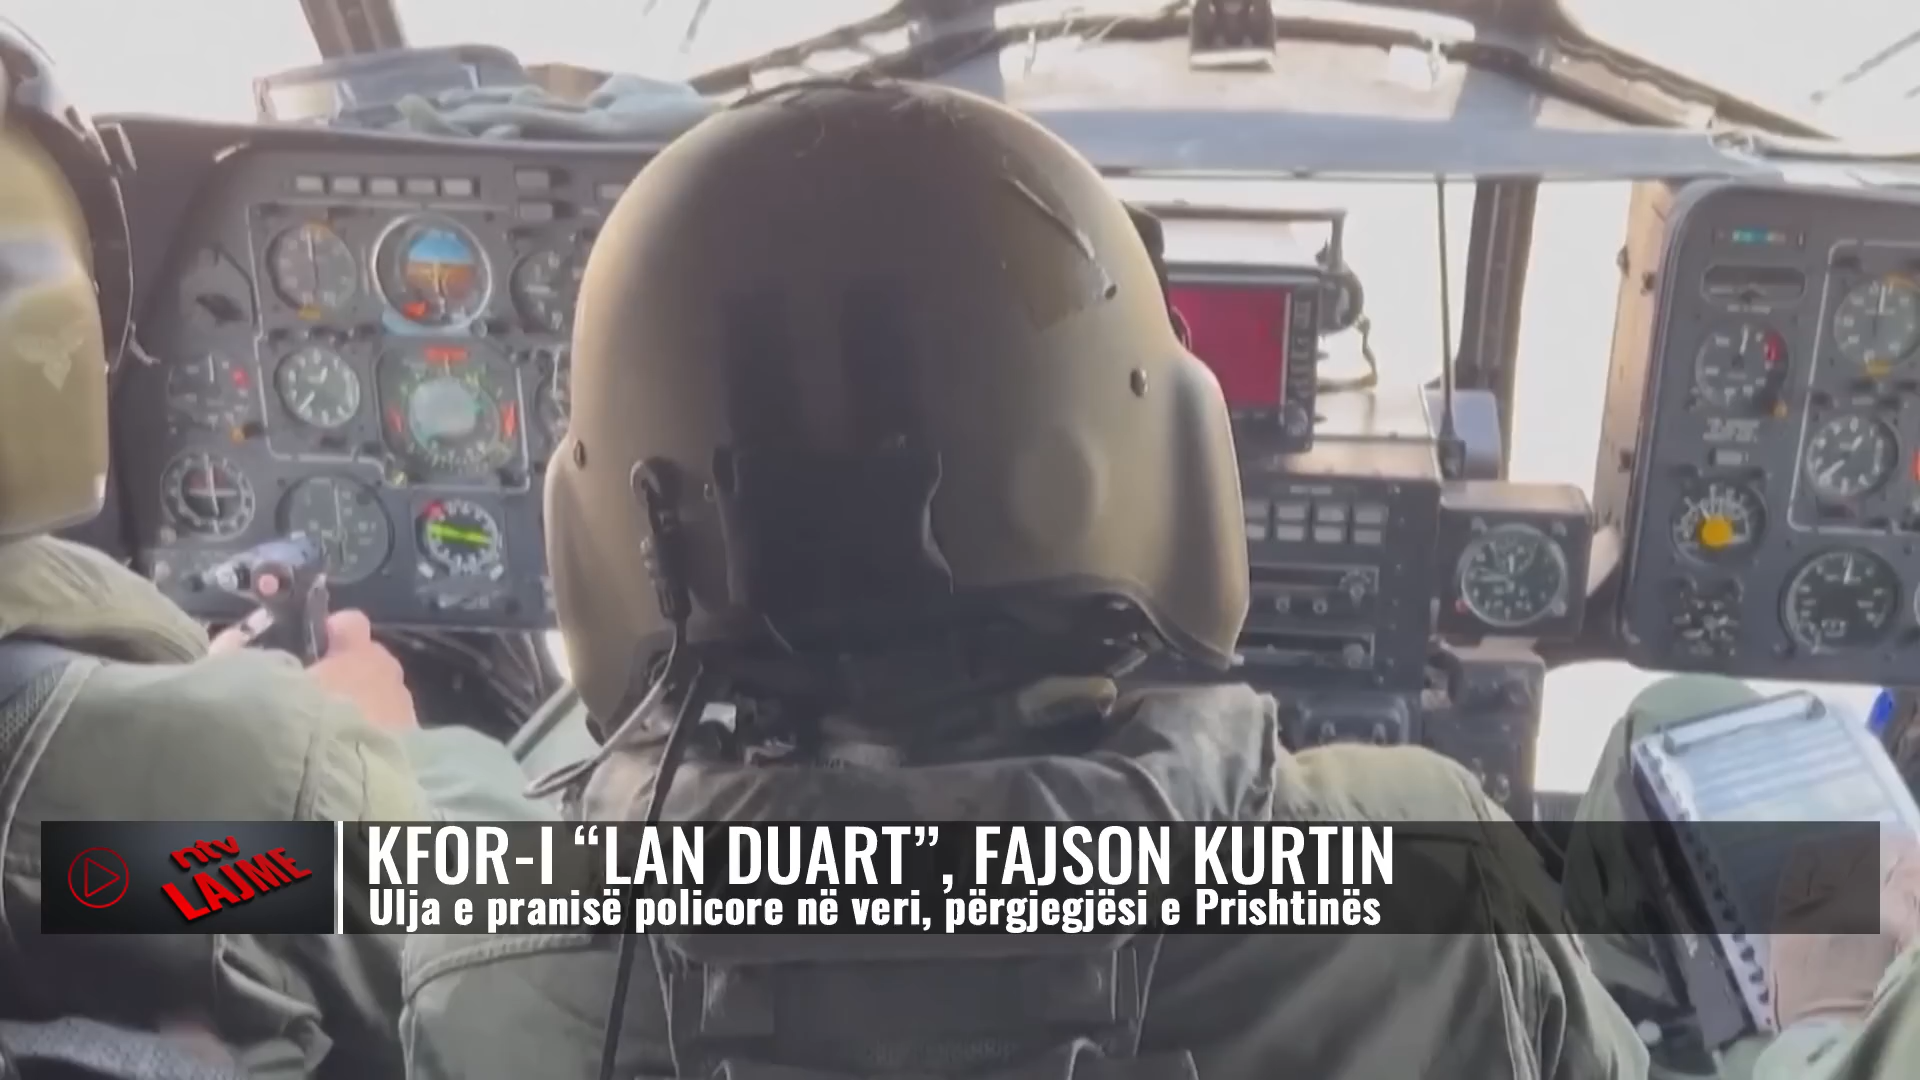 ntv
LAJME
KFOR-I “LAN DUART”, FAJSON KURTIN
Ulja e pranisë policore në veri, përgjegjësi e Prishtinës